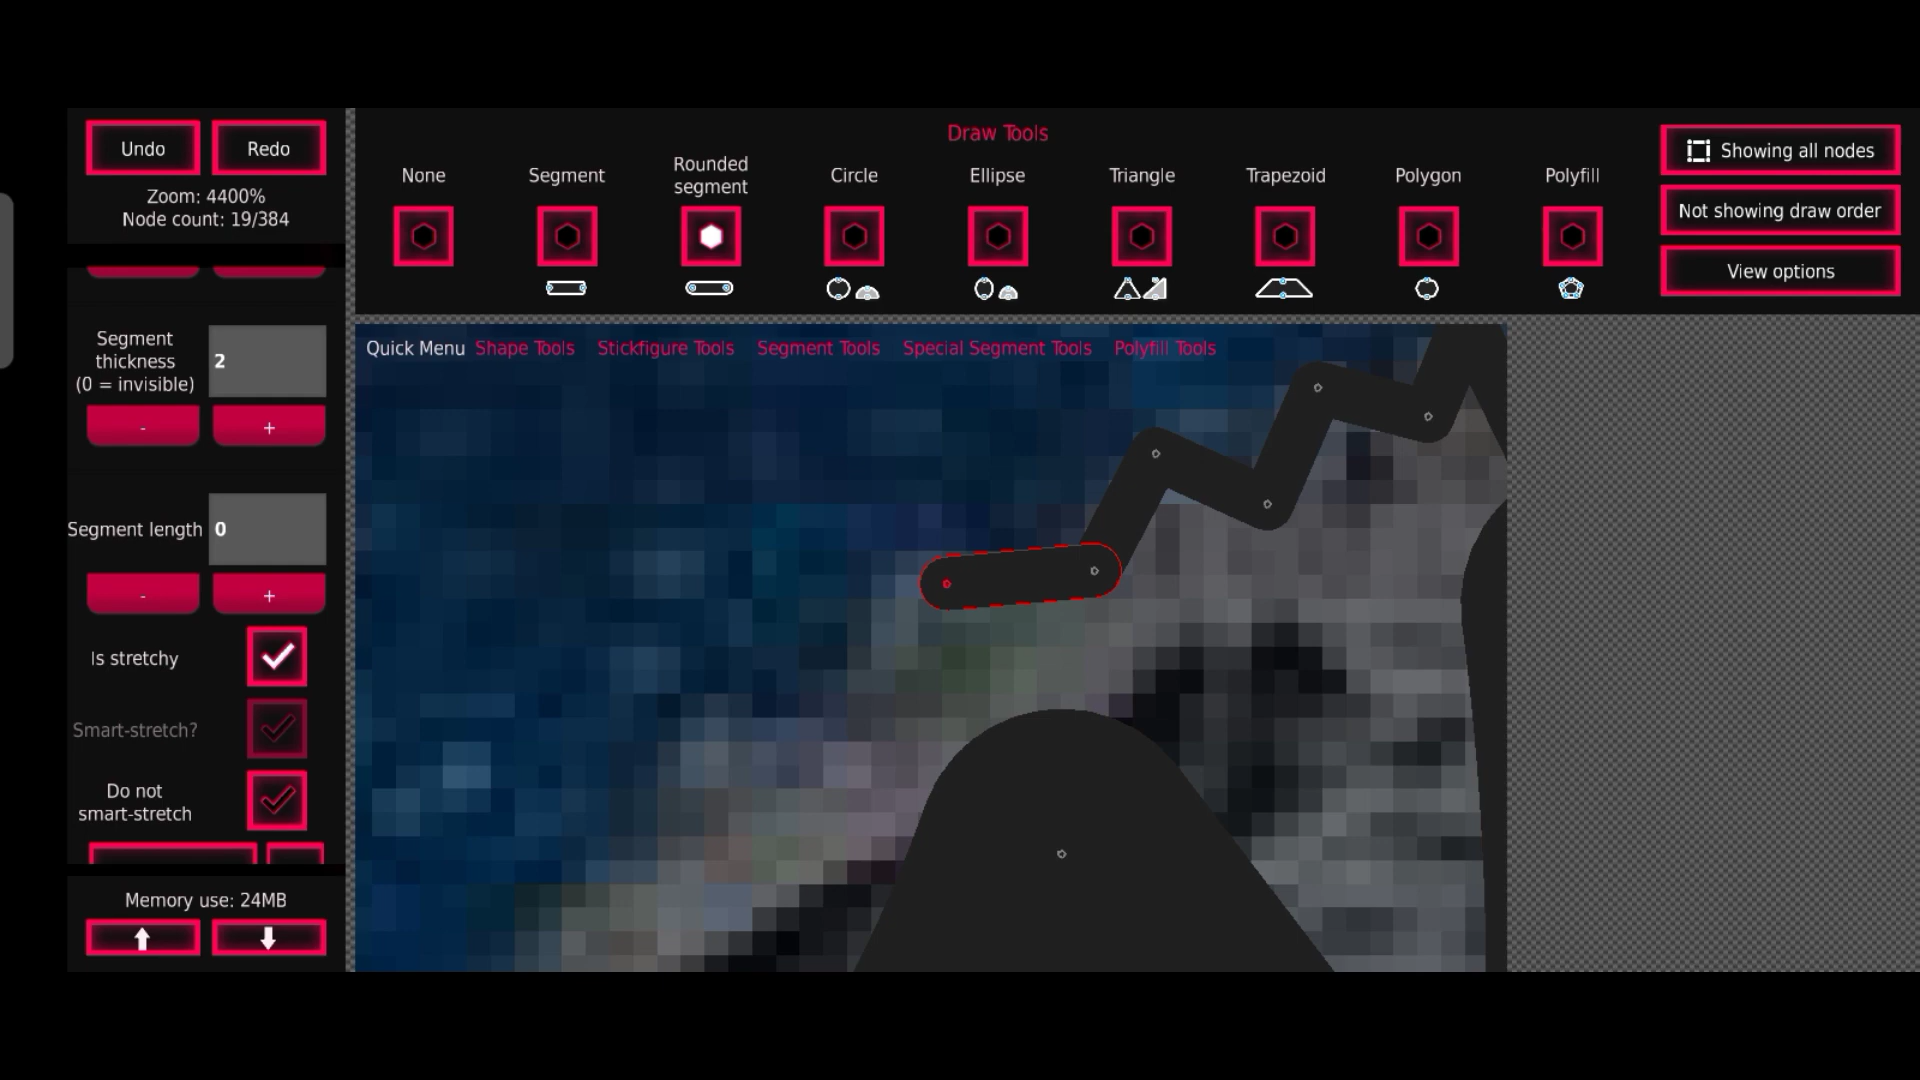 Undo
Redo
Zoom: 4400%
Node count: 19/384
Segment
thickness
(0 = invisible)
2
-
+
Segment length
0
-
+
Is stretchy
Smart-stretch?
Do not
smart-stretch
Memory use: 24MB
Draw Tools
None
Segment
Rounded
segment
Circle
Ellipse
Triangle
Trapezoid
Polygon
Polyfill
Showing all nodes
Not showing draw order
View options
Quick Menu Shape Tools Stickfigure Tools Segment Tools Special Segment Tools Polyfill Tools